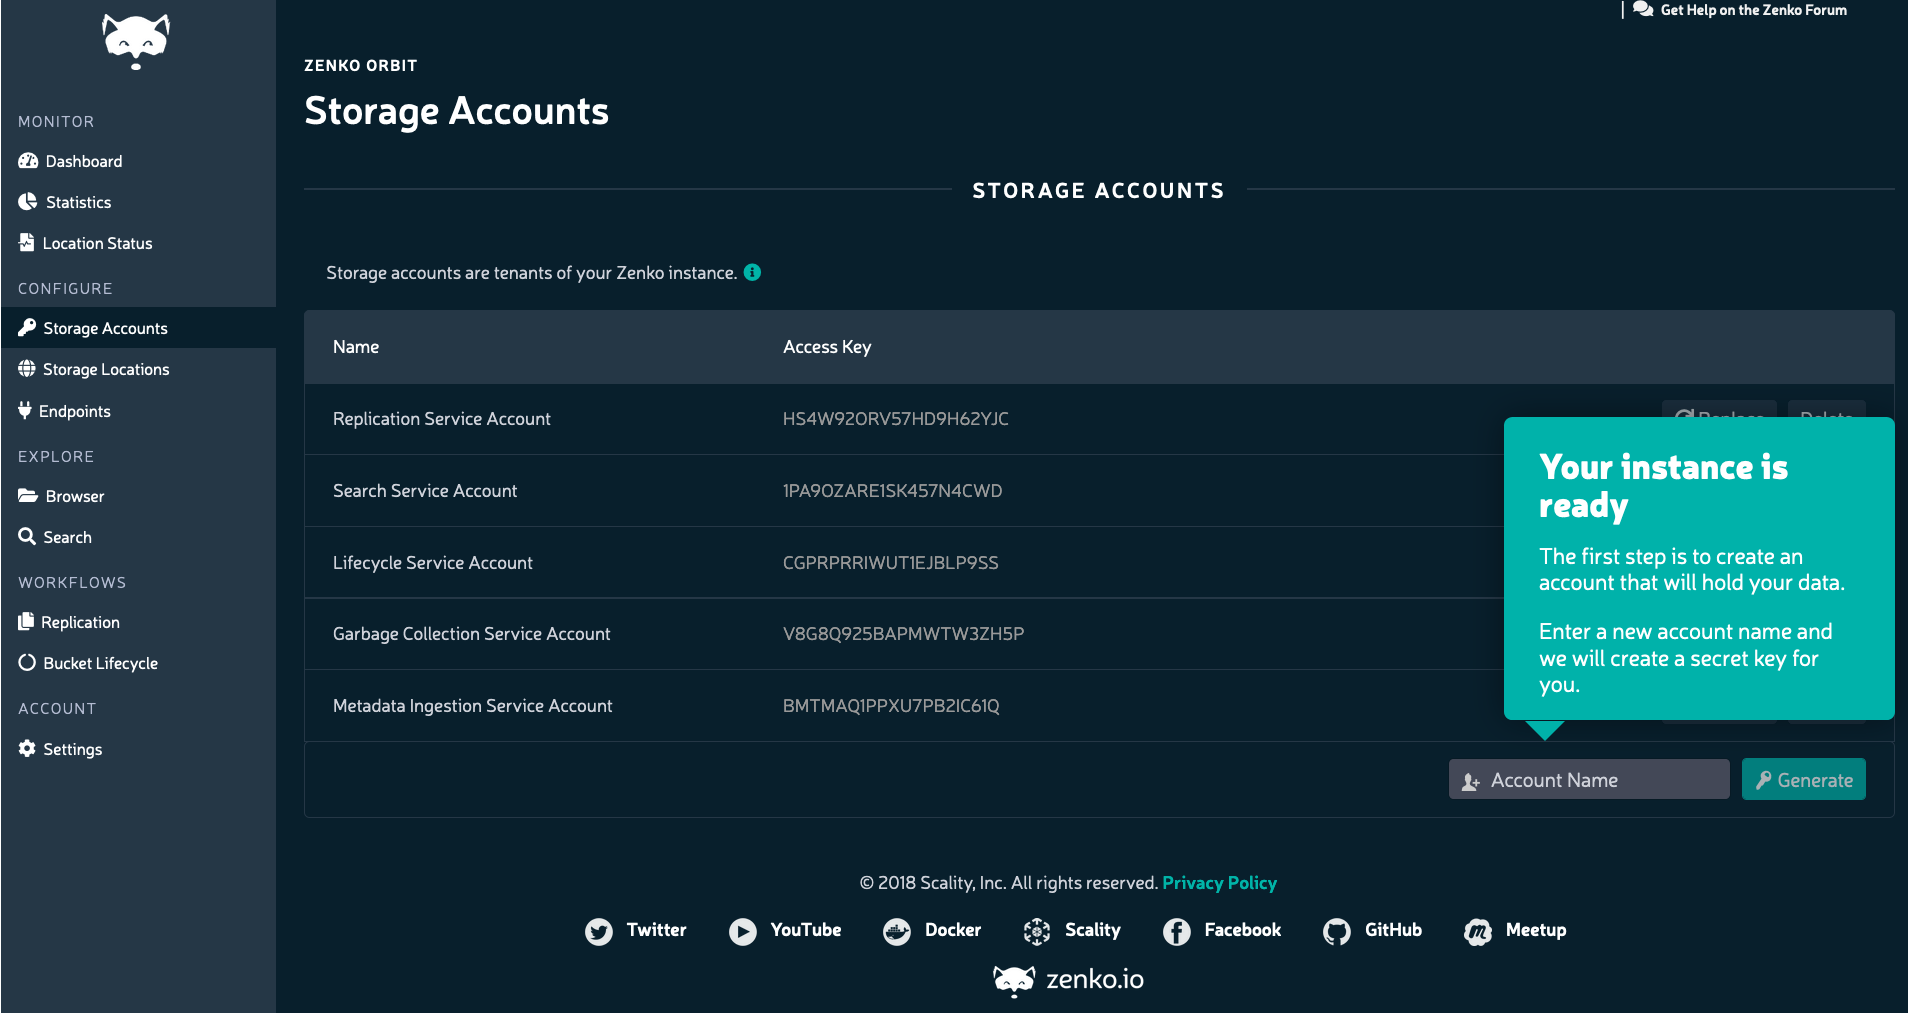 Get Help on the Zenko Forum
ZENKO ORBIT
Storage Accounts
MONITOR
Dashboard
Statistics
Location Status
CONFIGURE
Storage Accounts
Storage Locations
Endpoints
EXPLORE
Browser
Search
WORKFLOWS
Replication
Bucket Lifecycle
ACCOUNT
Settings
STORAGE ACCOUNTS
Storage accounts are tenants of your Zenko instance.
Name Access Key
Replication Service Account HS4W92ORV57HD9H62YJC
Search Service Account 1PA9OZARE1SK457N4CWD
Lifecycle Service Account CGPRPRRIWUT1EJBLP9SS
Garbage Collection Service Account V8G8Q925BAPMWTW3ZH5P
Metadata Ingestion Service Account BMTMAQ1PPXU7PB2IC61Q
Your instance is
ready
The first step is to create an
account that will hold your data.
Enter a new account name and
we will create a secret key for
you.
Account Name Generate
© 2018 Scality, Inc. All rights reserved. Privacy Policy
Twitter YouTube Docker Scality Facebook GitHub Meetup
zenko.io